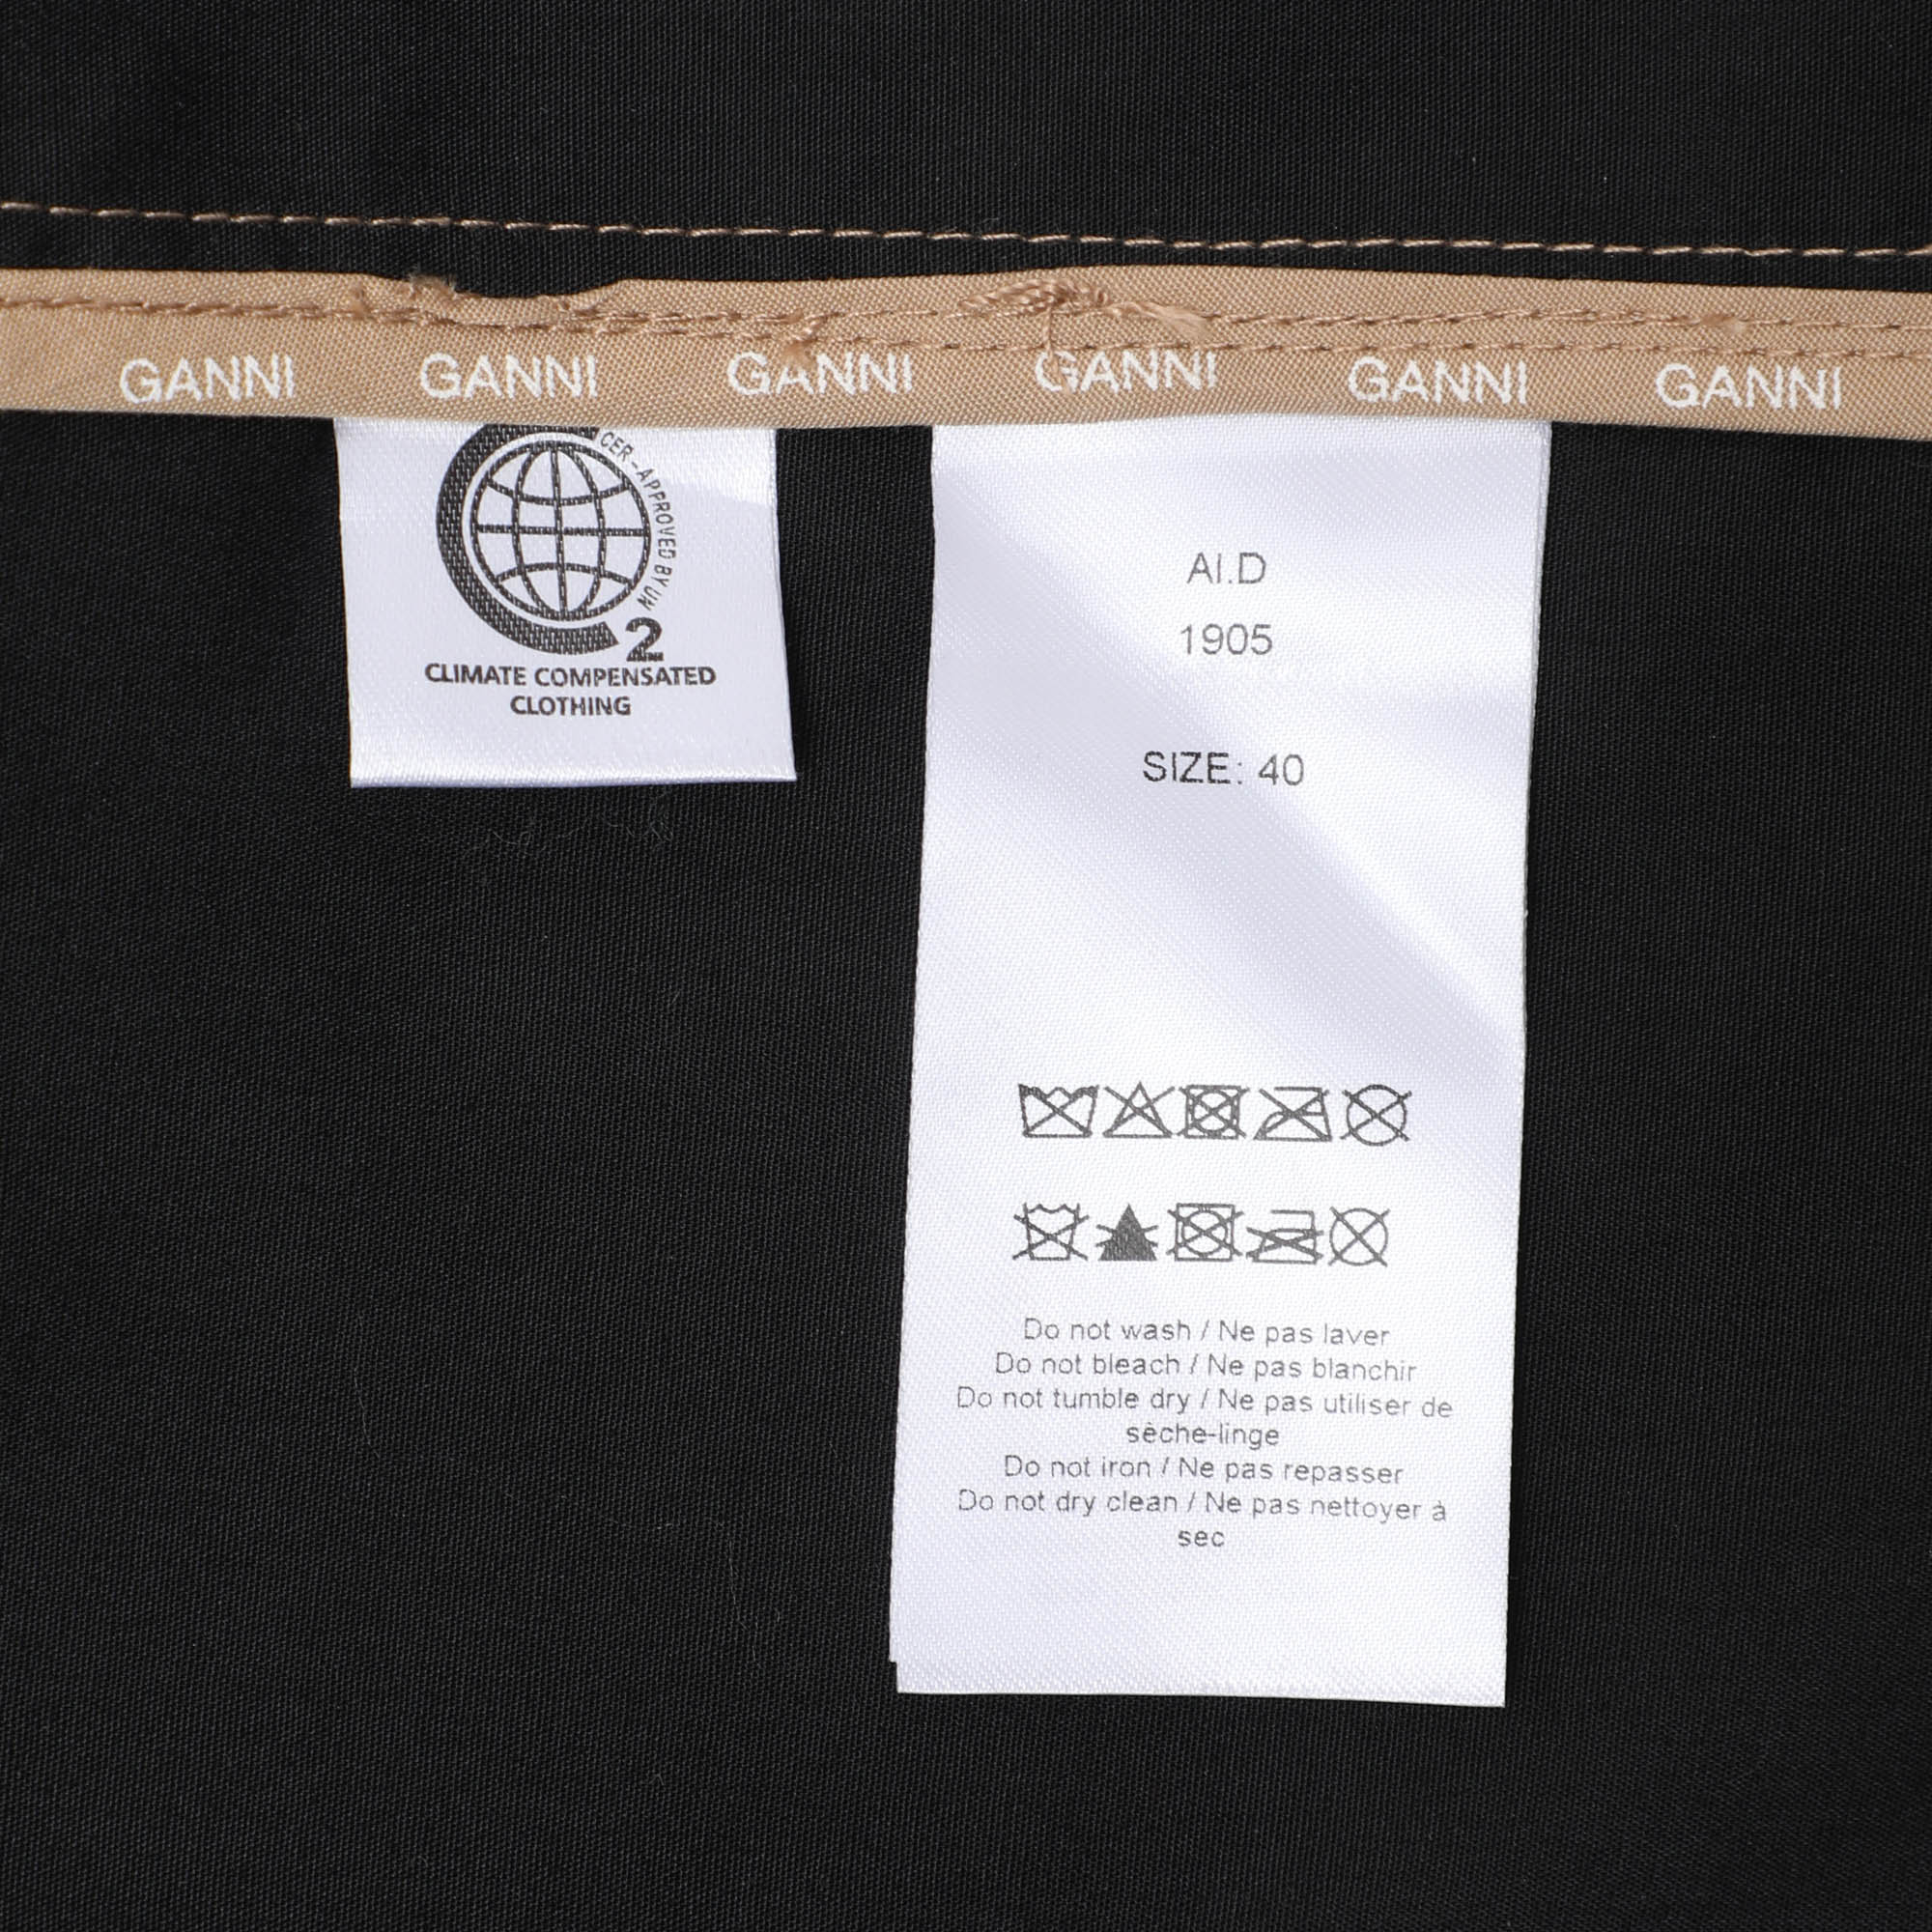 GANNI GANNI GANNI GANNI GANNI GANNI
CER-APPROVED BY UN
2
CLIMATE COMPENSATED
CLOTHING
AI.D
1905
SIZE: 40
Do not wash / Ne pas laver
Do not bleach / Ne pas blanchir
Do not tumble dry / Ne pas utiliser de
sèche-linge
Do not iron / Ne pas repasser
Do not dry clean / Ne pas nettoyer à
sec